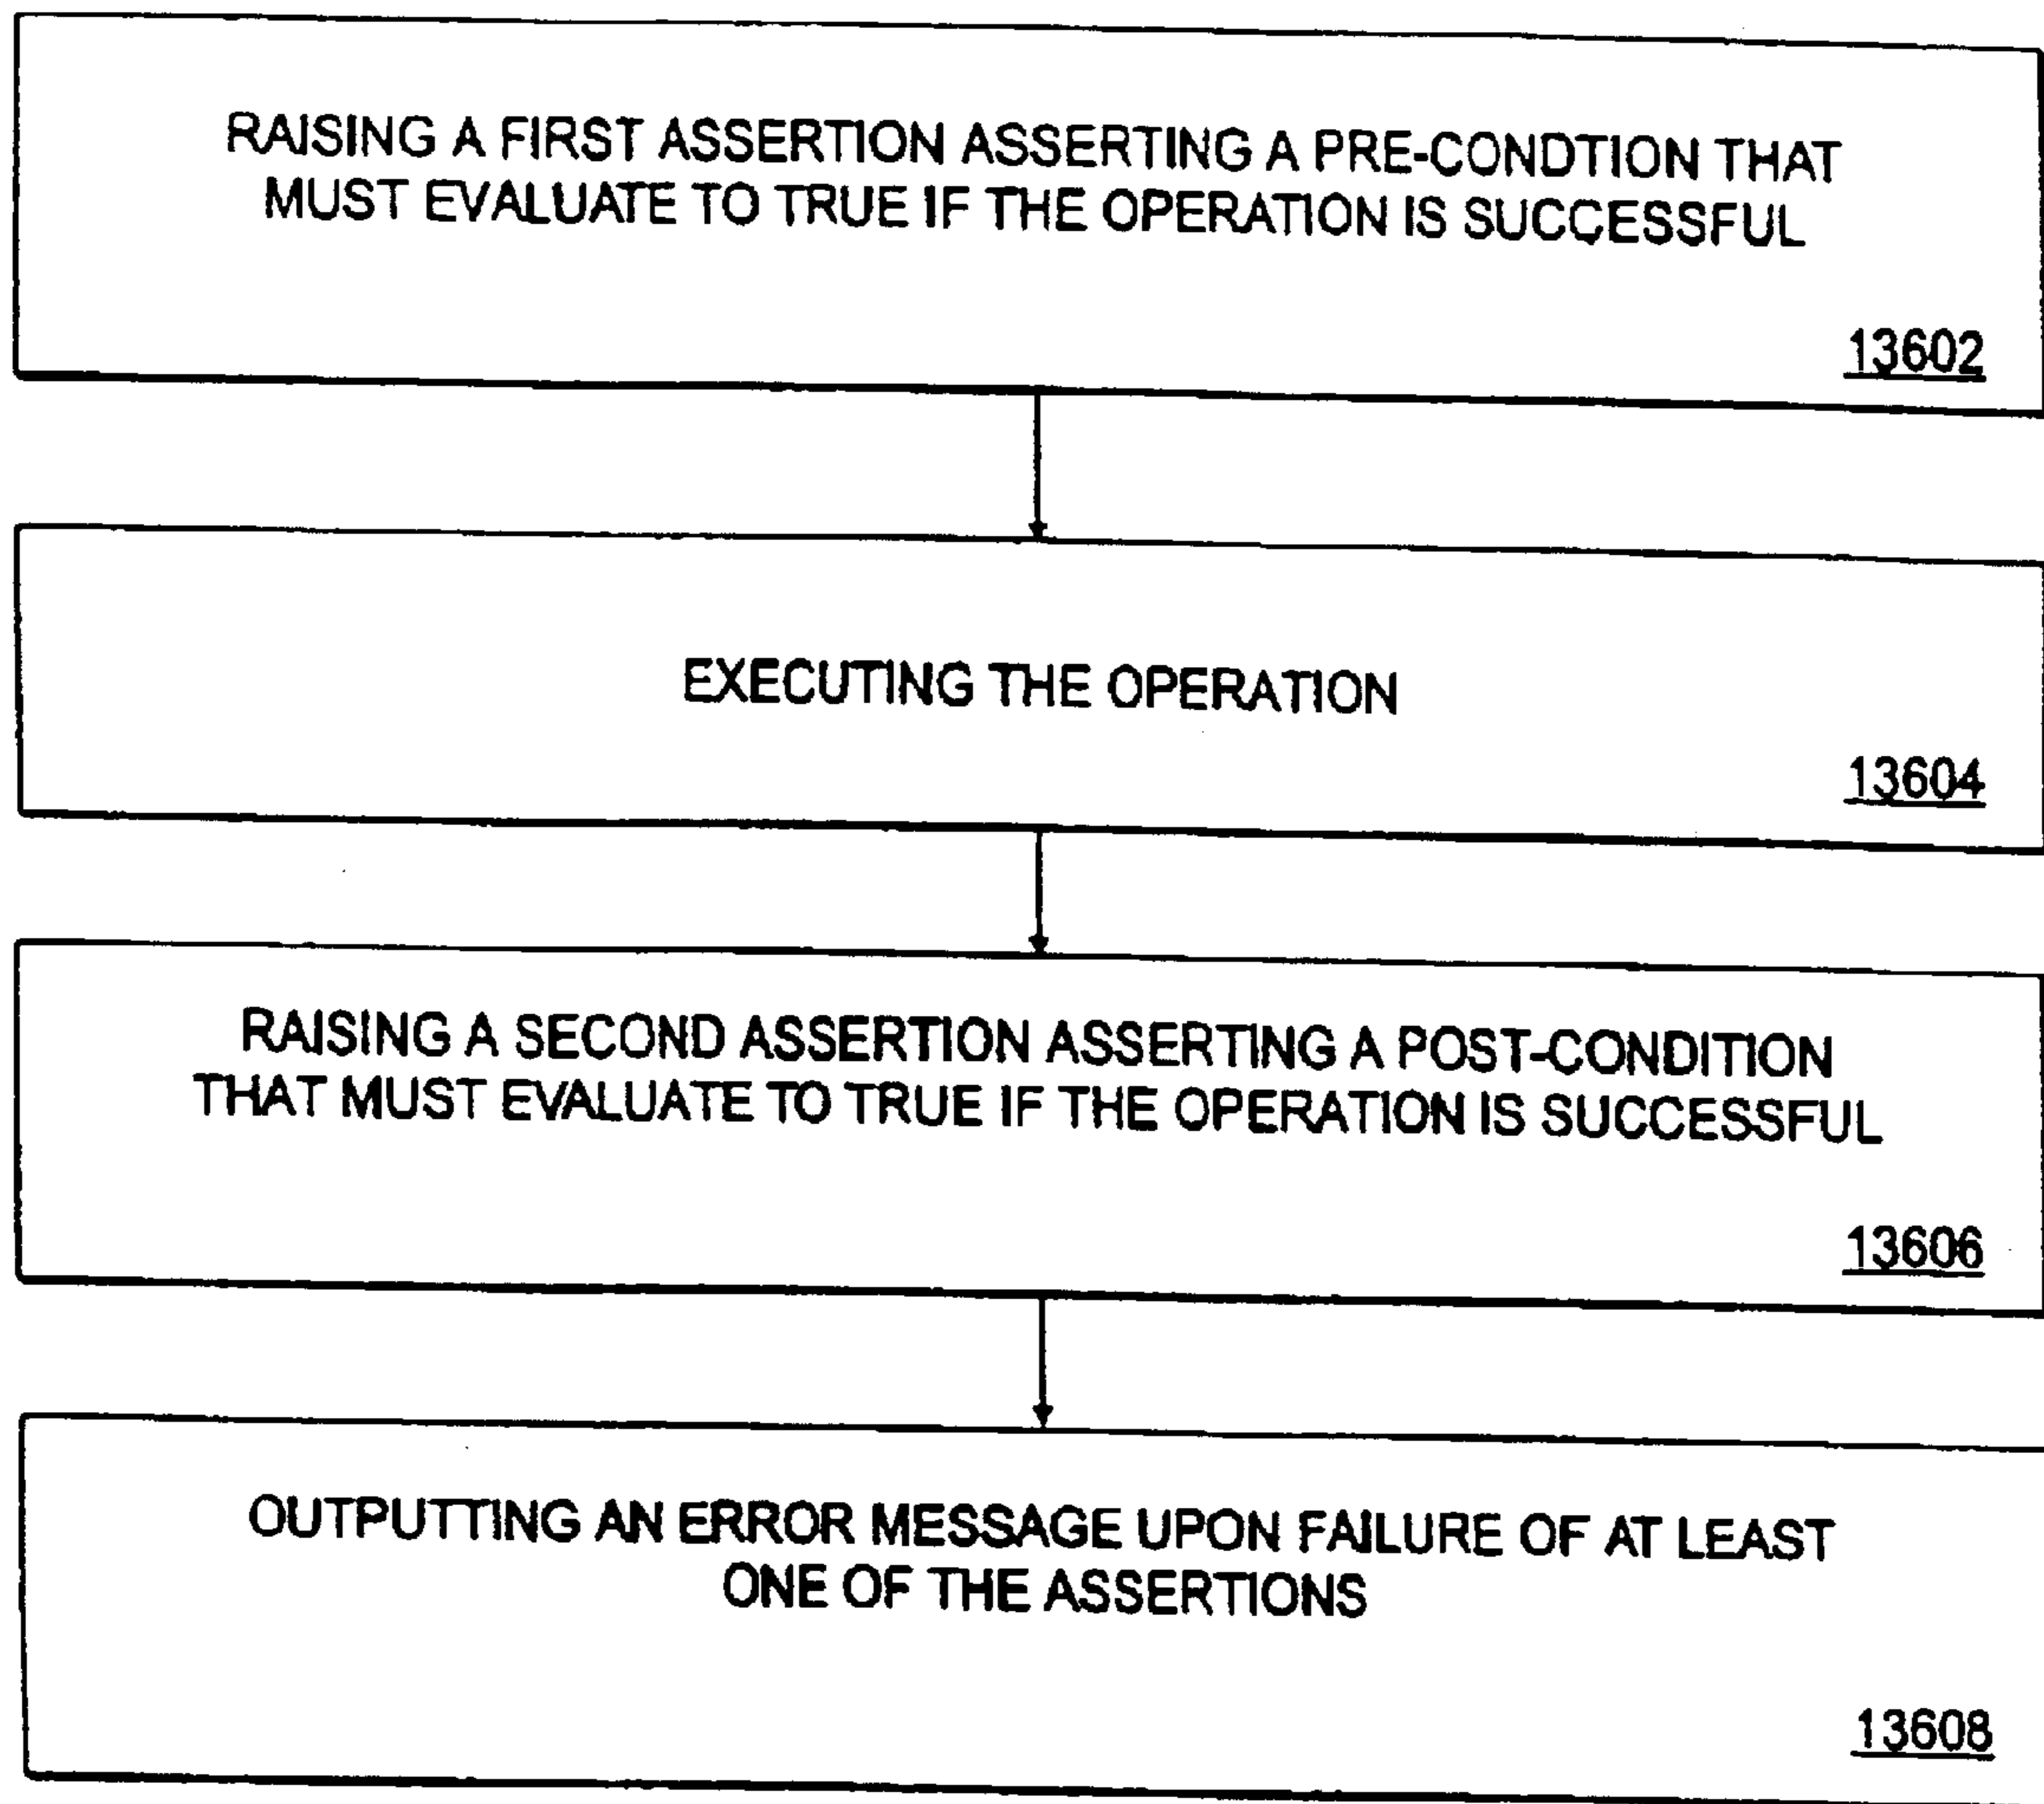 RAISING A FIRST ASSERTION ASSERTING A PRE-CONDTION THAT
MUST EVALUATE TO TRUE IF THE OPERATION IS SUCCESSFUL
13602
EXECUTING THE OPERATION
13604
RAISING A SECOND ASSERTION ASSERTING A POST-CONDITION
THAT MUST EVALUATE TO TRUE IF THE OPERATION IS SUCCESSFUL
13606
OUTPUTTING AN ERROR MESSAGE UPON FAILURE OF AT LEAST
ONE OF THE ASSERTIONS
13608